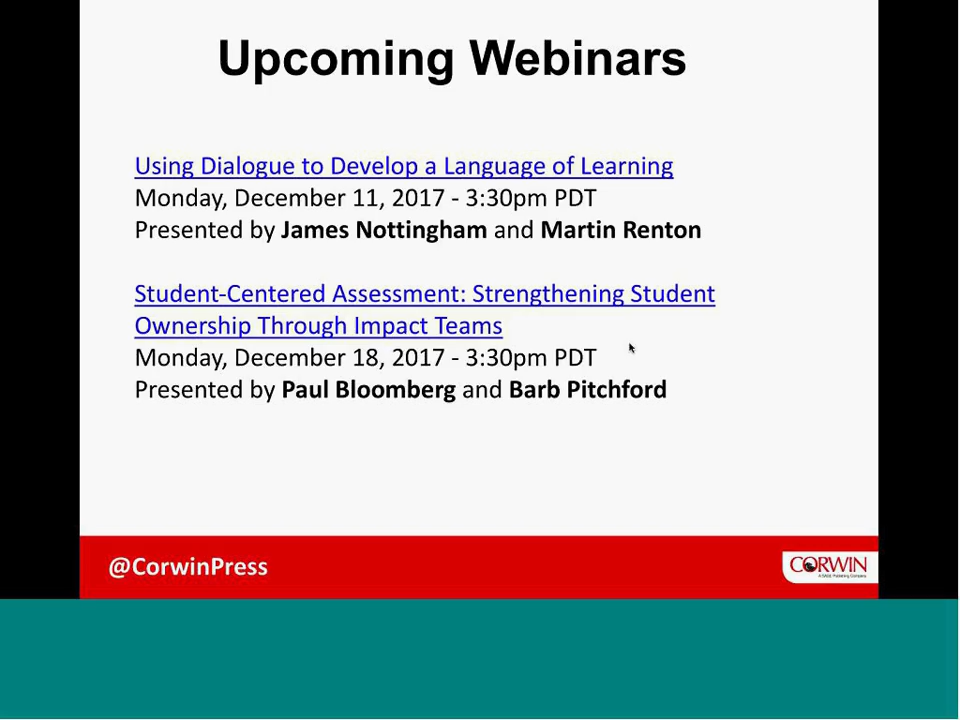 Upcoming Webinars
Using Dialogue to Develop a Language of Learning
Monday, December 11, 2017 - 3:30pm PDT
Presented by James Nottingham and Martin Renton
Student-Centered Assessment: Strengthening Student
Ownership Through Impact Teams
Monday, December 18, 2017 - 3:30pm PDT
Presented by Paul Bloomberg and Barb Pitchford
@CorwinPress
CORWIN
A SAGE Publishing Company